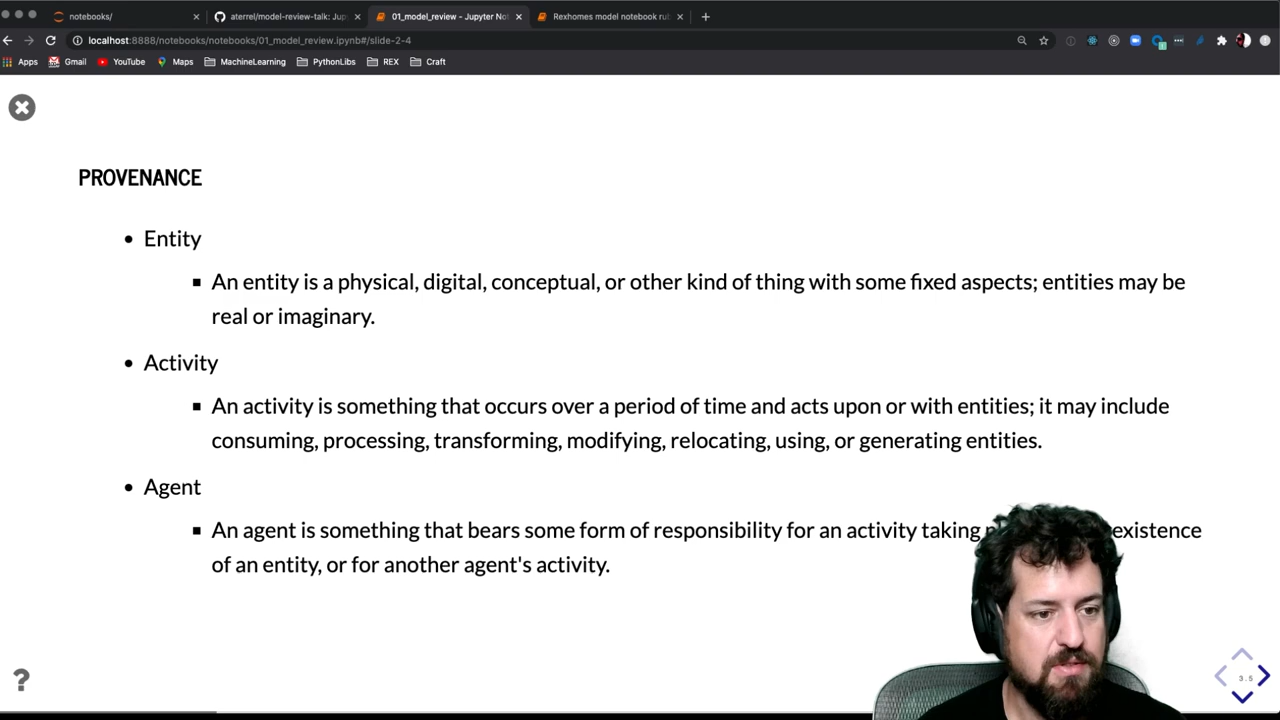 notebooks/
aterrel/model-review-talk: Jup
01_model_review - Jupyter Not
Rexhomes model notebook rub
localhost:8888/notebooks/notebooks/01_model_review.ipynb#/slide-2-4
Apps Gmail YouTube Maps MachineLearning PythonLibs REX Craft
PROVENANCE
Entity
An entity is a physical, digital, conceptual, or other kind of thing with some fixed aspects; entities may be
real or imaginary.
Activity
An activity is something that occurs over a period of time and acts upon or with entities; it may include
consuming, processing, transforming, modifying, relocating, using, or generating entities.
Agent
An agent is something that bears some form of responsibility for an activity taking existence
of an entity, or for another agent's activity.
?
3.5